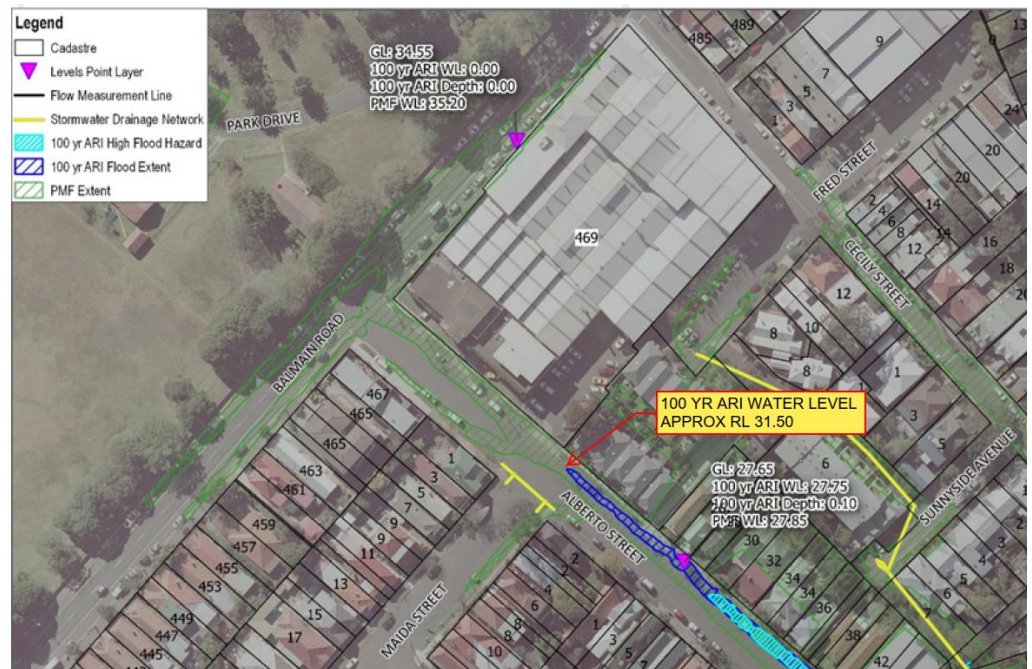 Legend
Cadastre
Levels Point Layer
Flow Measurement Line
Stormwater Drainage Network
100 yr ARI High Flood Hazard
100 yr ARI Flood Extent
PMF Extent
GL: 34.55
100 yr ARI WL: 0.00
100 yr ARI Depth: 0.00
PMF WL: 35.20
PARK DRIVE
485
489
9
13
7
5
3
1
24
20
20
FRED STREET
2
4
6
8
12
14
14
16
18
469
CECILY STREET
12
10
8
8
1
3
5
BALMAIN ROAD
467
465
465
463
461
1
3
5
7
9
9
11
13
15
17
459
457
455
453
449
447
445
100 YR ARI WATER LEVEL
APPROX RL 31.50
6
SUNNYSIDE AVENUE
GL: 27.65
100 yr ARI WL: 27.75
100 yr ARI Depth: 0.10
PMF WL: 27.85
ALBERTO STREET
30
32
34
34
36
38
42
MAIDA STREET
2
2
4
6
8
8
10
1
3
5
2
3
4
5
6
7